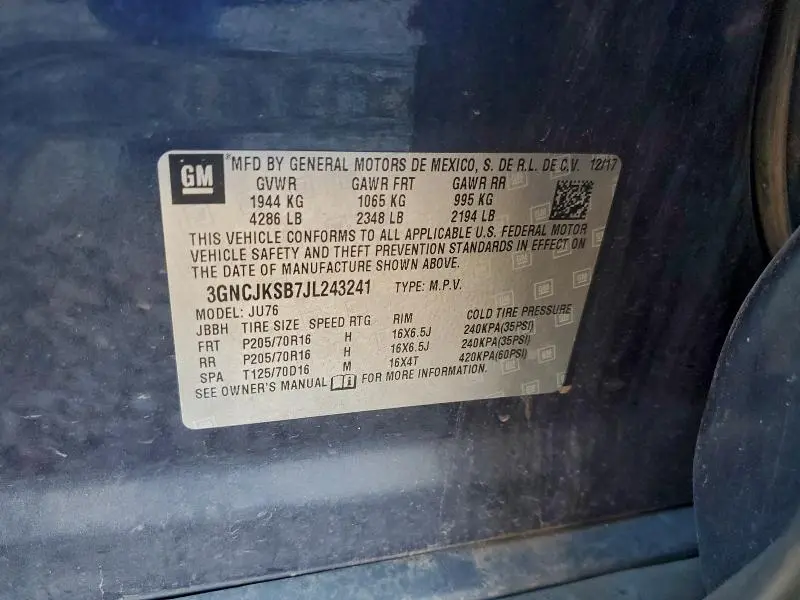 GM
*MFD BY GENERAL MOTORS DE MEXICO, S. DE R.L. DE C.V. 12/17
GVWR GAWR FRT GAWR RR
1944 KG 1065 KG 995 KG
4286 LB 2348 LB 2194 LB
THIS VEHICLE CONFORMS TO ALL APPLICABLE U.S. FEDERAL MOTOR
VEHICLE SAFETY AND THEFT PREVENTION STANDARDS IN EFFECT ON
THE DATE OF MANUFACTURE SHOWN ABOVE.
3GNCJKSB7JL243241 TYPE: M.P.V.
MODEL: JU76
JBBH TIRE SIZE SPEED RTG RIM COLD TIRE PRESSURE
FRT P205/70R16 H 16X6.5J 240KPA(35PSI)
RR P205/70R16 H 16X6.5J 240KPA(35PSI)
SPA T125/70D16 M 16X4T 420KPA(60PSI)
SEE OWNER'S MANUAL FOR MORE INFORMATION.